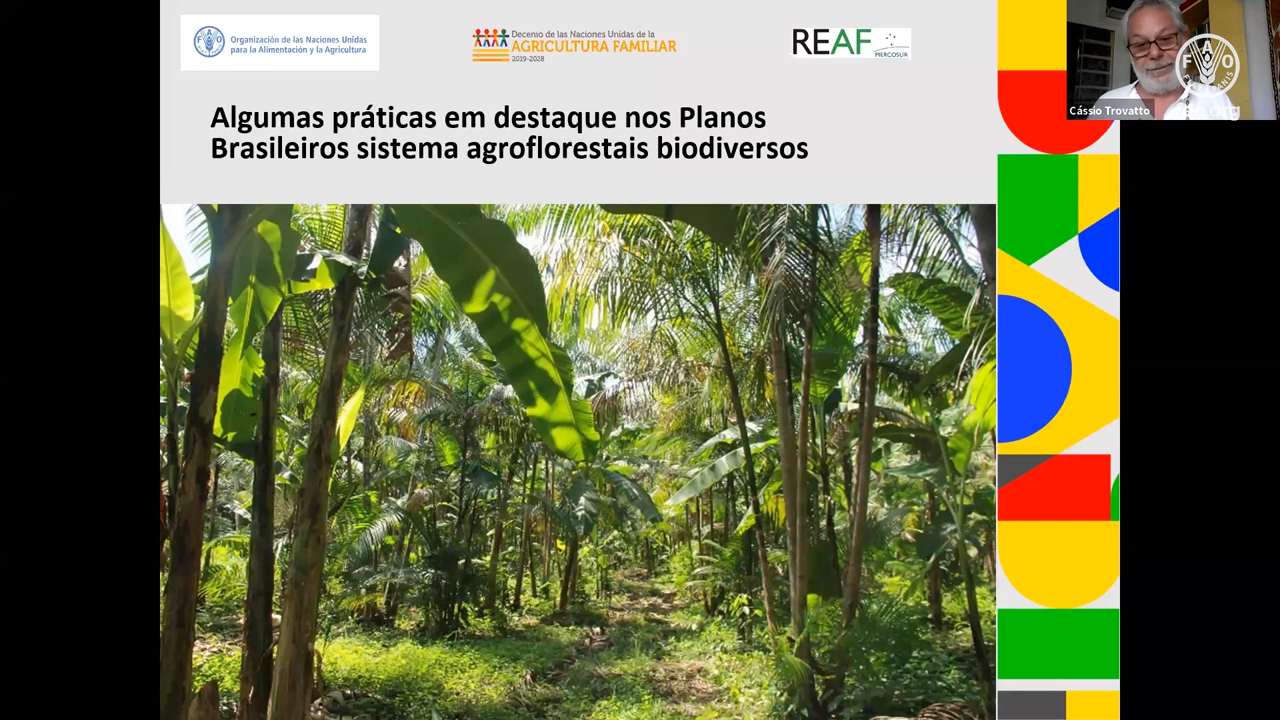 Organización de las Naciones Unidas
para la Alimentación y la Agricultura
Decenio de las Naciones Unidas de la
AGRICULTURA FAMILIAR
2019-2028
REAF
MERCOSUR
Algumas práticas em destaque nos Planos
Brasileiros sistema agroflorestais biodiversos
F A O
Cássio Trovatto